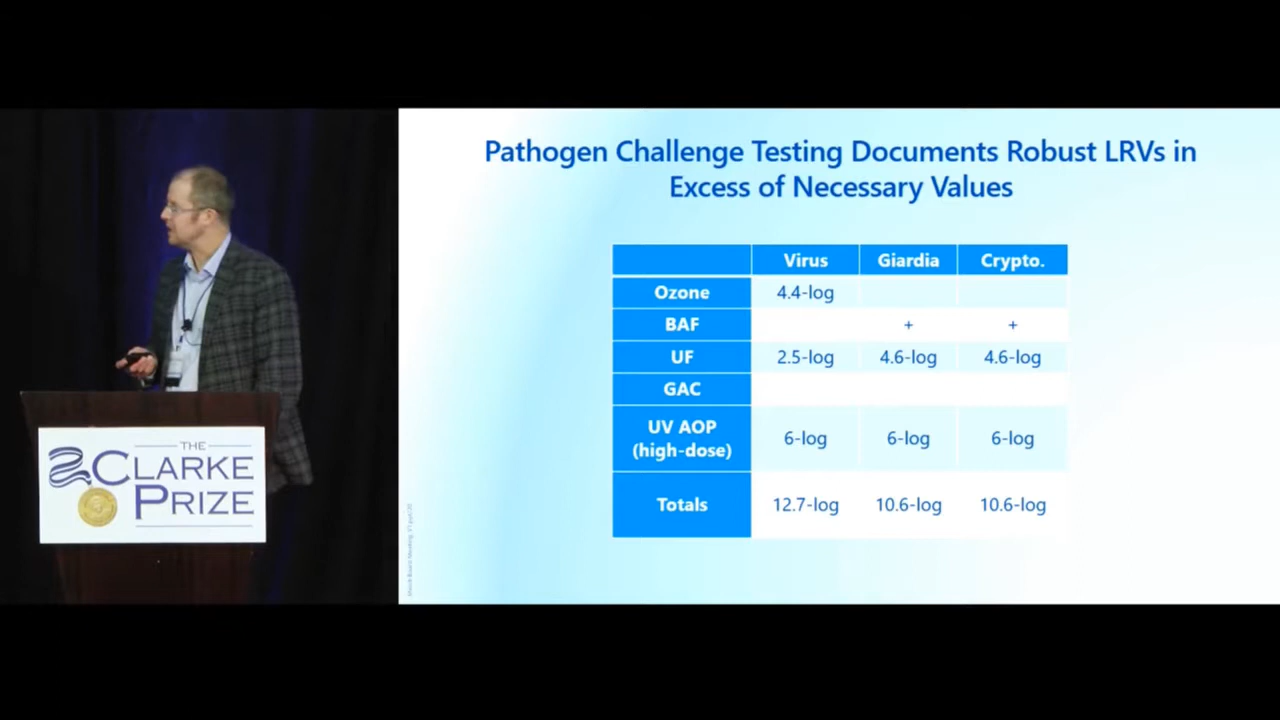 Pathogen Challenge Testing Documents Robust LRVs in
Excess of Necessary Values
Virus Giardia Crypto.
Ozone 4.4-log
BAF + +
UF 2.5-log 4.6-log 4.6-log
GAC
UV AOP
(high-dose) 6-log 6-log 6-log
Totals 12.7-log 10.6-log 10.6-log
THE
CLARKE
PRIZE